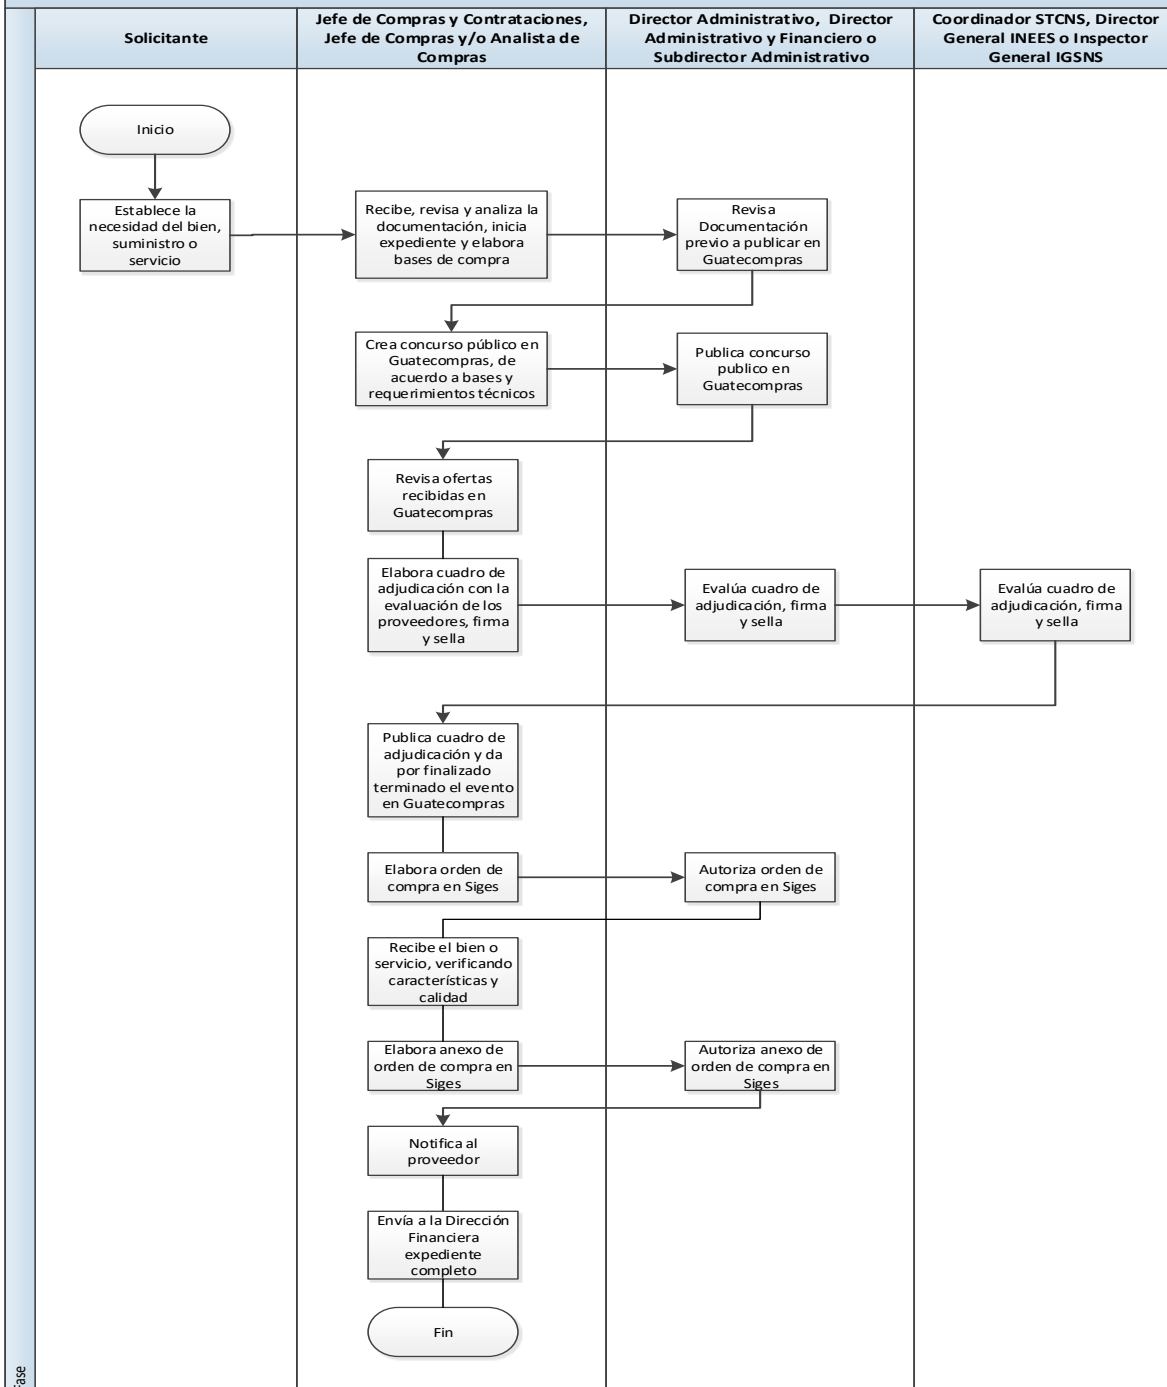 Solicitante
Jefe de Compras y Contrataciones,
Jefe de Compras y/o Analista de
Compras
Director Administrativo, Director
Administrativo y Financiero o
Subdirector Administrativo
Coordinador STCNS, Director
General INEES o Inspector
General IGSNS
Inicio
Establece la
necesidad del bien,
suministro o
servicio
Recibe, revisa y analiza la
documentación, inicia
expediente y elabora
bases de compra
Revisa
Documentación
previo a publicar en
Guatecompras
Crea concurso público en
Guatecompras, de
acuerdo a bases y
requerimientos técnicos
Publica concurso
publico en
Guatecompras
Revisa ofertas
recibidas en
Guatecompras
Elabora cuadro de
adjudicación con la
evaluación de los
proveedores, firma
y sella
Evalúa cuadro de
adjudicación, firma
y sella
Evalúa cuadro de
adjudicación, firma
y sella
Publica cuadro de
adjudicación y da
por finalizado
terminado el evento
en Guatecompras
Elabora orden de
compra en Siges
Autoriza orden de
compra en Siges
Recibe el bien o
servicio, verificando
características y
calidad
Elabora anexo de
orden de compra en
Siges
Autoriza anexo de
orden de compra en
Siges
Notifica al
proveedor
Envía a la Dirección
Financiera
expediente
completo
Fin
Fase